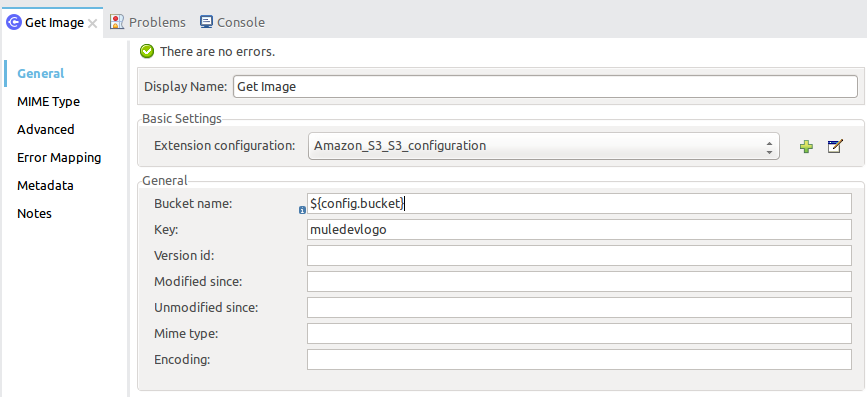 Get Image Problems Console
There are no errors.
General
MIME Type
Advanced
Error Mapping
Metadata
Notes
Display Name: Get Image
Basic Settings
Extension configuration: Amazon_S3_S3_configuration
General
Bucket name: ${config.bucket}
Key: muledevlogo
Version id:
Modified since:
Unmodified since:
Mime type:
Encoding: